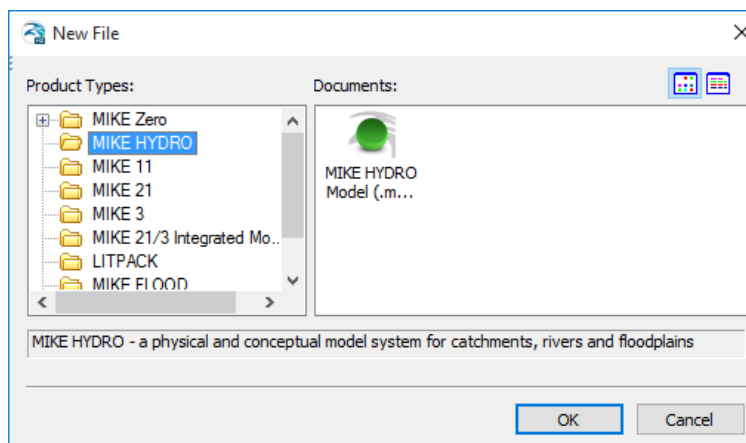 New File
Product Types:
Documents:
MIKE Zero
MIKE HYDRO
MIKE 11
MIKE 21
MIKE 3
MIKE 21/3 Integrated Mo..
LITPACK
MIKE FLOOD
MIKE HYDRO
Model (.m...
MIKE HYDRO - a physical and conceptual model system for catchments, rivers and floodplains
OK
Cancel